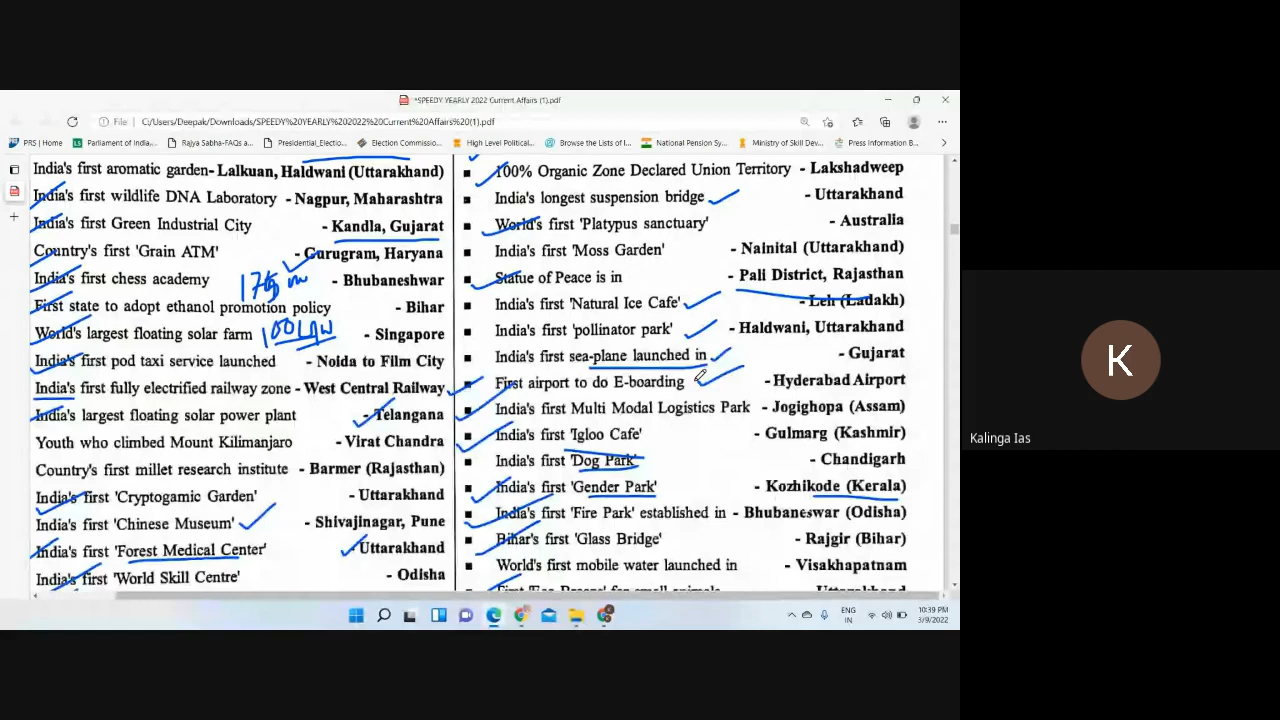 *SPEEDY YEARLY 2022 Current Affairs (1).pdf
File | C:/Users/Deepak/Downloads/SPEEDY%20YEARLY%202022%20Current%20Affairs%20(1).pdf
PRS | Home
Parliament of India,...
Rajya Sabha-FAQs a...
Presidential_Electio...
Election Commissio...
High Level Political...
Browse the Lists of I...
National Pension Sy...
Ministry of Skill Dev...
Press Information B...
India's first aromatic garden- Lalkuan, Haldwani (Uttarakhand)
India's first wildlife DNA Laboratory - Nagpur, Maharashtra
India's first Green Industrial City - Kandla, Gujarat
Country's first 'Grain ATM' - Gurugram, Haryana
India's first chess academy - Bhubaneshwar
First state to adopt ethanol promotion policy - Bihar
World's largest floating solar farm - Singapore
India's first pod taxi service launched - Noida to Film City
India's first fully electrified railway zone - West Central Railway
India's largest floating solar power plant - Telangana
Youth who climbed Mount Kilimanjaro - Virat Chandra
Country's first millet research institute - Barmer (Rajasthan)
India's first 'Cryptogamic Garden' - Uttarakhand
India's first 'Chinese Museum' - Shivajinagar, Pune
India's first 'Forest Medical Center' - Uttarakhand
India's first 'World Skill Centre' - Odisha
100% Organic Zone Declared Union Territory - Lakshadweep
India's longest suspension bridge - Uttarakhand
World's first 'Platypus sanctuary' - Australia
India's first 'Moss Garden' - Nainital (Uttarakhand)
Statue of Peace is in - Pali District, Rajasthan
India's first 'Natural Ice Cafe' - Leh (Ladakh)
India's first 'pollinator park' - Haldwani, Uttarakhand
India's first sea-plane launched in - Gujarat
First airport to do E-boarding - Hyderabad Airport
India's first Multi Modal Logistics Park - Jogighopa (Assam)
India's first 'Igloo Cafe' - Gulmarg (Kashmir)
India's first 'Dog Park' - Chandigarh
India's first 'Gender Park' - Kozhikode (Kerala)
India's first 'Fire Park' established in - Bhubaneswar (Odisha)
Bihar's first 'Glass Bridge' - Rajgir (Bihar)
World's first mobile water launched in - Visakhapatnam
K
Kalinga Ias
ENG
IN
10:39 PM
3/9/2022